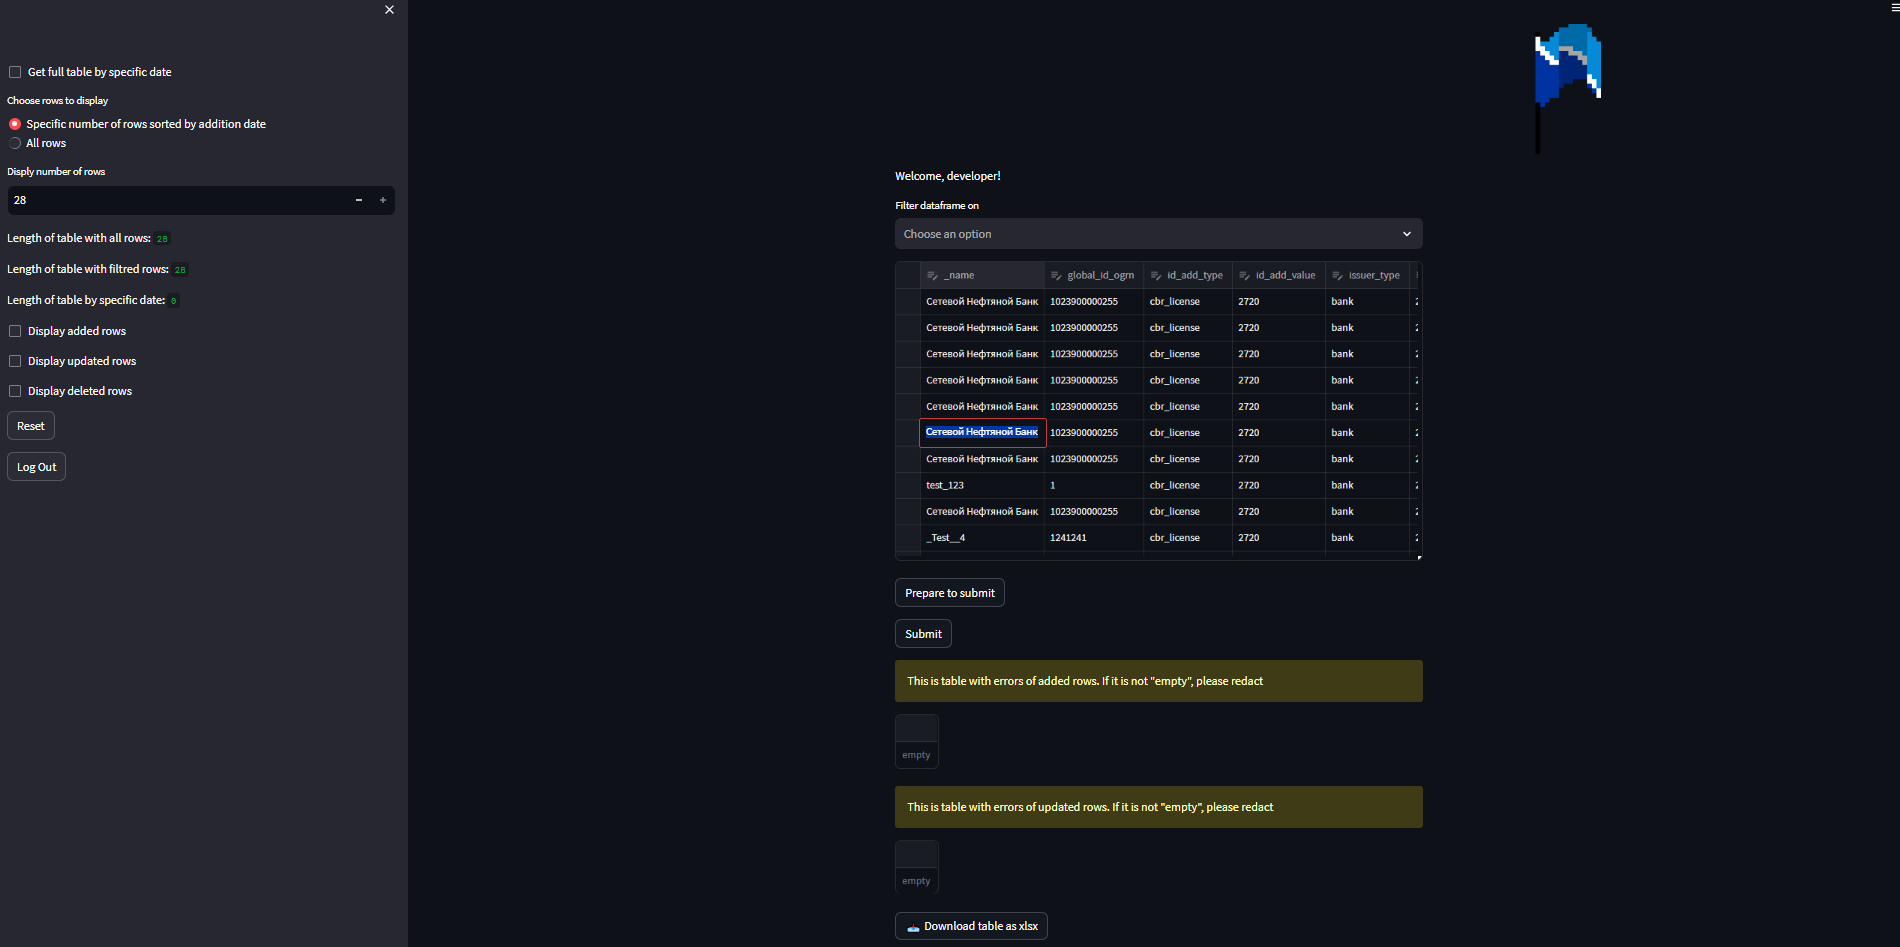 Get full table by specific date
Choose rows to display
Specific number of rows sorted by addition date
All rows
Disply number of rows
28
Length of table with all rows: 28
Length of table with filtred rows: 28
Length of table by specific date: 0
Display added rows
Display updated rows
Display deleted rows
Reset
Log Out
Welcome, developer!
Filter dataframe on
Choose an option
_name global_id_ogrn id_add_type id_add_value issuer_type
Сетевой Нефтяной Банк 1023900000255 cbr_license 2720 bank
Сетевой Нефтяной Банк 1023900000255 cbr_license 2720 bank
Сетевой Нефтяной Банк 1023900000255 cbr_license 2720 bank
Сетевой Нефтяной Банк 1023900000255 cbr_license 2720 bank
Сетевой Нефтяной Банк 1023900000255 cbr_license 2720 bank
Сетевой Нефтяной Банк 1023900000255 cbr_license 2720 bank
Сетевой Нефтяной Банк 1023900000255 cbr_license 2720 bank
test_123 1 cbr_license 2720 bank
Сетевой Нефтяной Банк 1023900000255 cbr_license 2720 bank
_Test__4 1241241 cbr_license 2720 bank
Prepare to submit
Submit
This is table with errors of added rows. If it is not "empty", please redact
empty
This is table with errors of updated rows. If it is not "empty", please redact
empty
Download table as xlsx